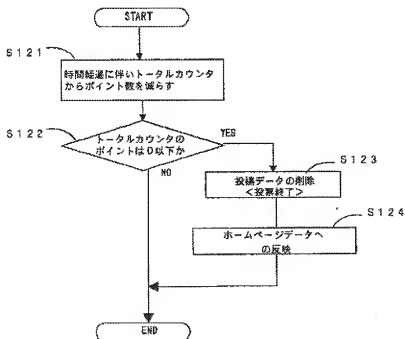 START
S121
時間経過に伴いトータルカウンタ
からポイント数を減らす
S122
トータルカウンタの
ポイントは0以下か
YES
NO
S123
投稿データの削除
<投票終了>
S124
ホームページデータへ
の反映
END